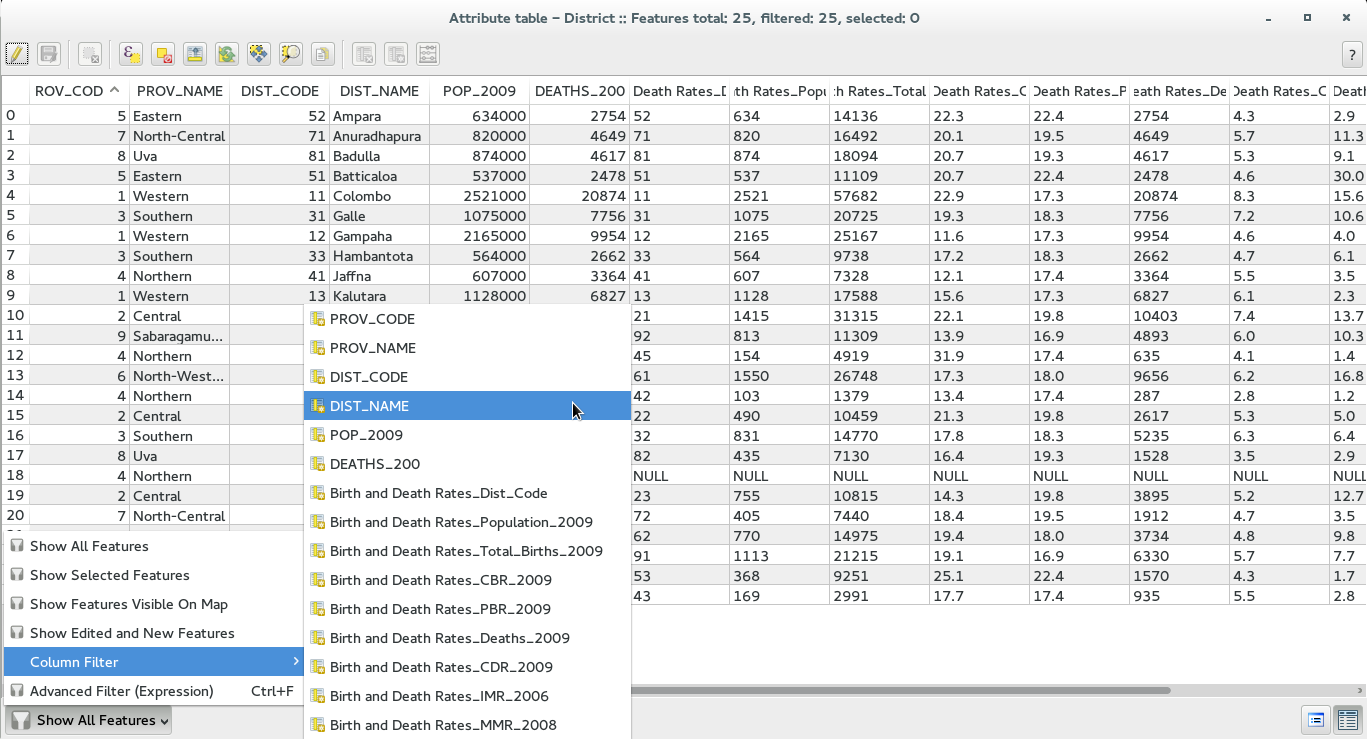 Attribute table – District :: Features total: 25, filtered: 25, selected: 0
?
ROV_COD PROV_NAME DIST_CODE DIST_NAME POP_2009 DEATHS_200 Death Rates_D th Rates_Popu h Rates_Total Death Rates_C Death Rates_P eath Rates_De Death Rates_C Death Rates_I
0 5 Eastern 52 Ampara 634000 2754 52 634 14136 22.3 22.4 2754 4.3 2.9
1 7 North-Central 71 Anuradhapura 820000 4649 71 820 16492 20.1 19.5 4649 5.7 11.3
2 8 Uva 81 Badulla 874000 4617 81 874 18094 20.7 19.3 4617 5.3 9.1
3 5 Eastern 51 Batticaloa 537000 2478 51 537 11109 20.7 22.4 2478 4.6 30.0
4 1 Western 11 Colombo 2521000 20874 11 2521 57682 22.9 17.3 20874 8.3 15.6
5 3 Southern 31 Galle 1075000 7756 31 1075 20725 19.3 18.3 7756 7.2 10.6
6 1 Western 12 Gampaha 2165000 9954 12 2165 25167 11.6 17.3 9954 4.6 4.0
7 3 Southern 33 Hambantota 564000 2662 33 564 9738 17.2 18.3 2662 4.7 6.1
8 4 Northern 41 Jaffna 607000 3364 41 607 7328 12.1 17.4 3364 5.5 3.5
9 1 Western 13 Kalutara 1128000 6827 13 1128 17588 15.6 17.3 6827 6.1 2.3
10 2 Central 21 1415 31315 22.1 19.8 10403 7.4 13.7
11 9 Sabaragamu... 92 813 11309 13.9 16.9 4893 6.0 10.3
12 4 Northern 45 154 4919 31.9 17.4 635 4.1 1.4
13 6 North-West... 61 1550 26748 17.3 18.0 9656 6.2 16.8
14 4 Northern 42 103 1379 13.4 17.4 287 2.8 1.2
15 2 Central 22 490 10459 21.3 19.8 2617 5.3 5.0
16 3 Southern 32 831 14770 17.8 18.3 5235 6.3 6.4
17 8 Uva 82 435 7130 16.4 19.3 1528 3.5 2.9
18 4 Northern NULL NULL NULL NULL NULL NULL NULL NULL
19 2 Central 23 755 10815 14.3 19.8 3895 5.2 12.7
20 7 North-Central 72 405 7440 18.4 19.5 1912 4.7 3.5
62 770 14975 19.4 18.0 3734 4.8 9.8
91 1113 21215 19.1 16.9 6330 5.7 7.7
53 368 9251 25.1 22.4 1570 4.3 1.7
43 169 2991 17.7 17.4 935 5.5 2.8
PROV_CODE
PROV_NAME
DIST_CODE
DIST_NAME
POP_2009
DEATHS_200
Birth and Death Rates_Dist_Code
Birth and Death Rates_Population_2009
Birth and Death Rates_Total_Births_2009
Birth and Death Rates_CBR_2009
Birth and Death Rates_PBR_2009
Birth and Death Rates_Deaths_2009
Birth and Death Rates_CDR_2009
Birth and Death Rates_IMR_2006
Birth and Death Rates_MMR_2008
Show All Features
Show Selected Features
Show Features Visible On Map
Show Edited and New Features
Column Filter
Advanced Filter (Expression) Ctrl+F
Show All Features